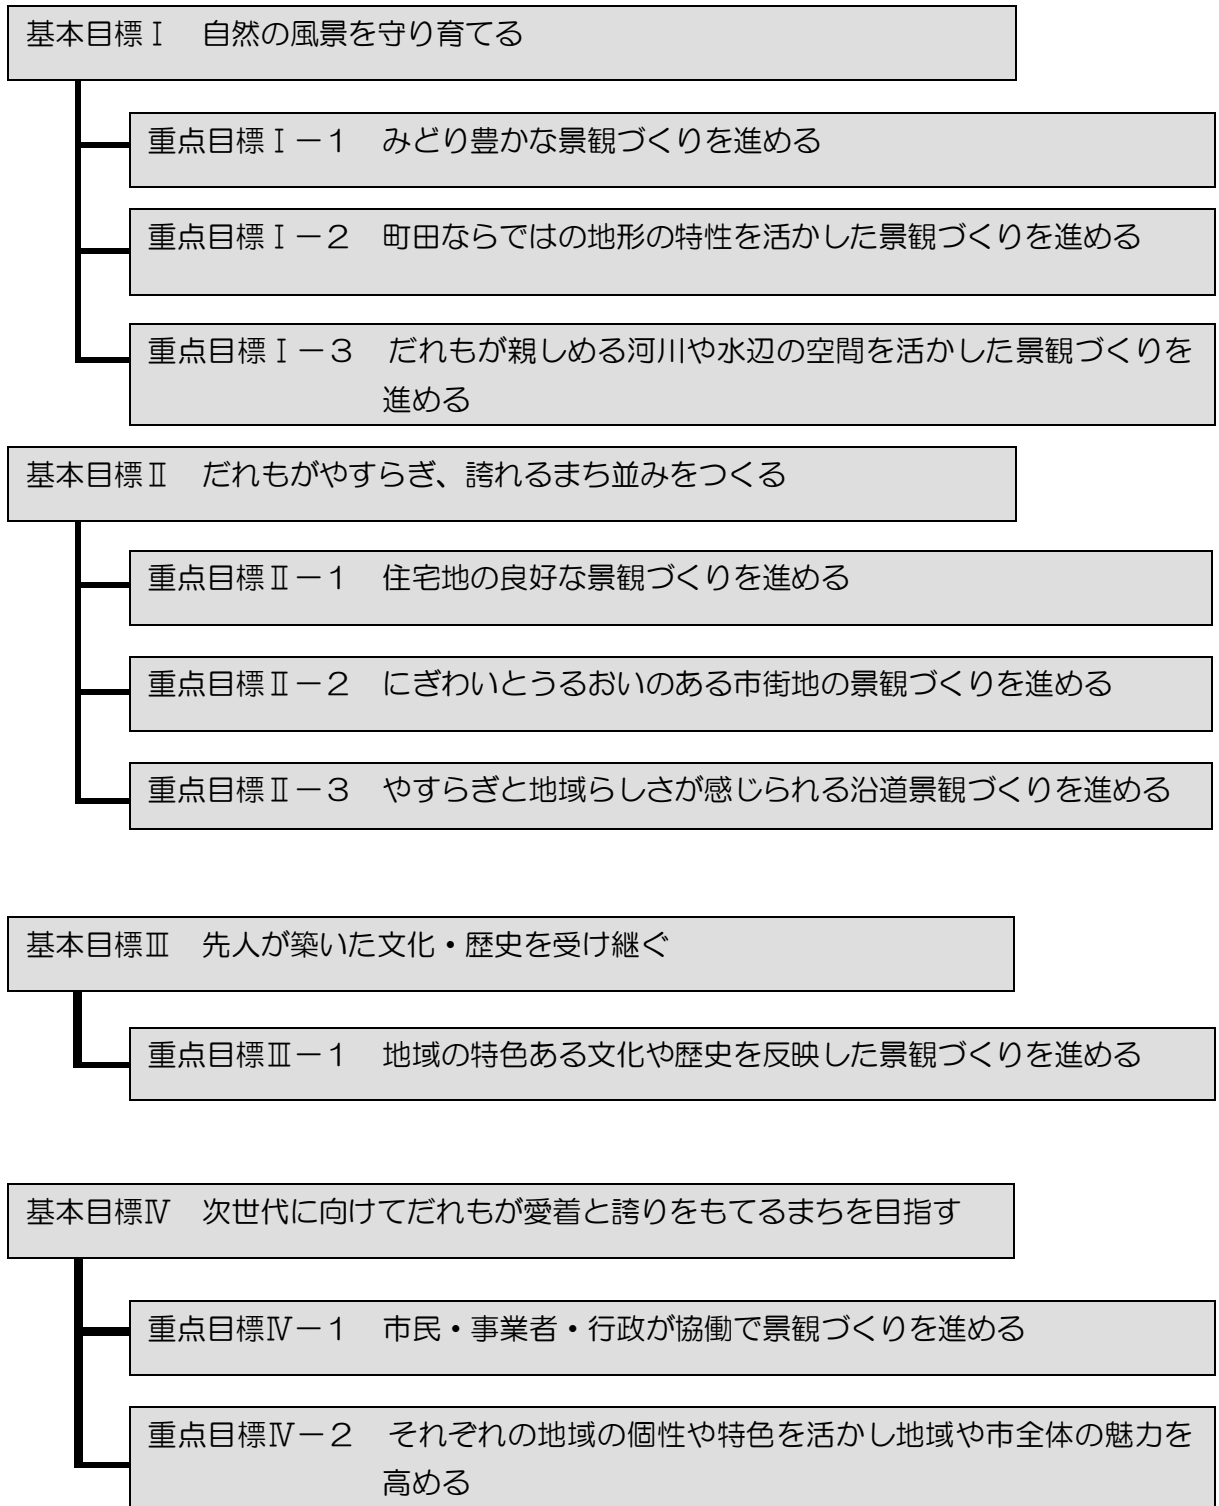 基本目標Ⅰ　自然の風景を守り育てる
重点目標Ⅰ－１　みどり豊かな景観づくりを進める
重点目標Ⅰ－２　町田ならではの地形の特性を活かした景観づくりを進める
重点目標Ⅰ－３　だれもが親しめる河川や水辺の空間を活かした景観づくりを
進める
基本目標Ⅱ　だれもがやすらぎ、誇れるまち並みをつくる
重点目標Ⅱ－１　住宅地の良好な景観づくりを進める
重点目標Ⅱ－２　にぎわいとうるおいのある市街地の景観づくりを進める
重点目標Ⅱ－３　やすらぎと地域らしさが感じられる沿道景観づくりを進める
基本目標Ⅲ　先人が築いた文化・歴史を受け継ぐ
重点目標Ⅲ－１　地域の特色ある文化や歴史を反映した景観づくりを進める
基本目標Ⅳ　次世代に向けてだれもが愛着と誇りをもてるまちを目指す
重点目標Ⅳ－１　市民・事業者・行政が協働で景観づくりを進める
重点目標Ⅳ－２　それぞれの地域の個性や特色を活かし地域や市全体の魅力を
高める